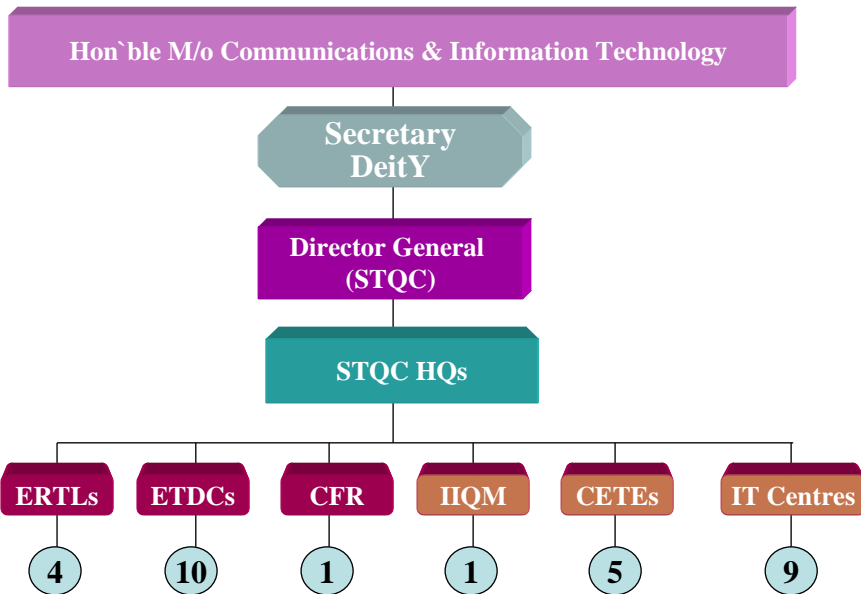 Hon`ble M/o Communications & Information Technology
Secretary
DeitY
Director General
(STQC)
STQC HQs
ERTLs
ETDCs
CFR
IIQM
CETEs
IT Centres
4
10
1
1
5
9